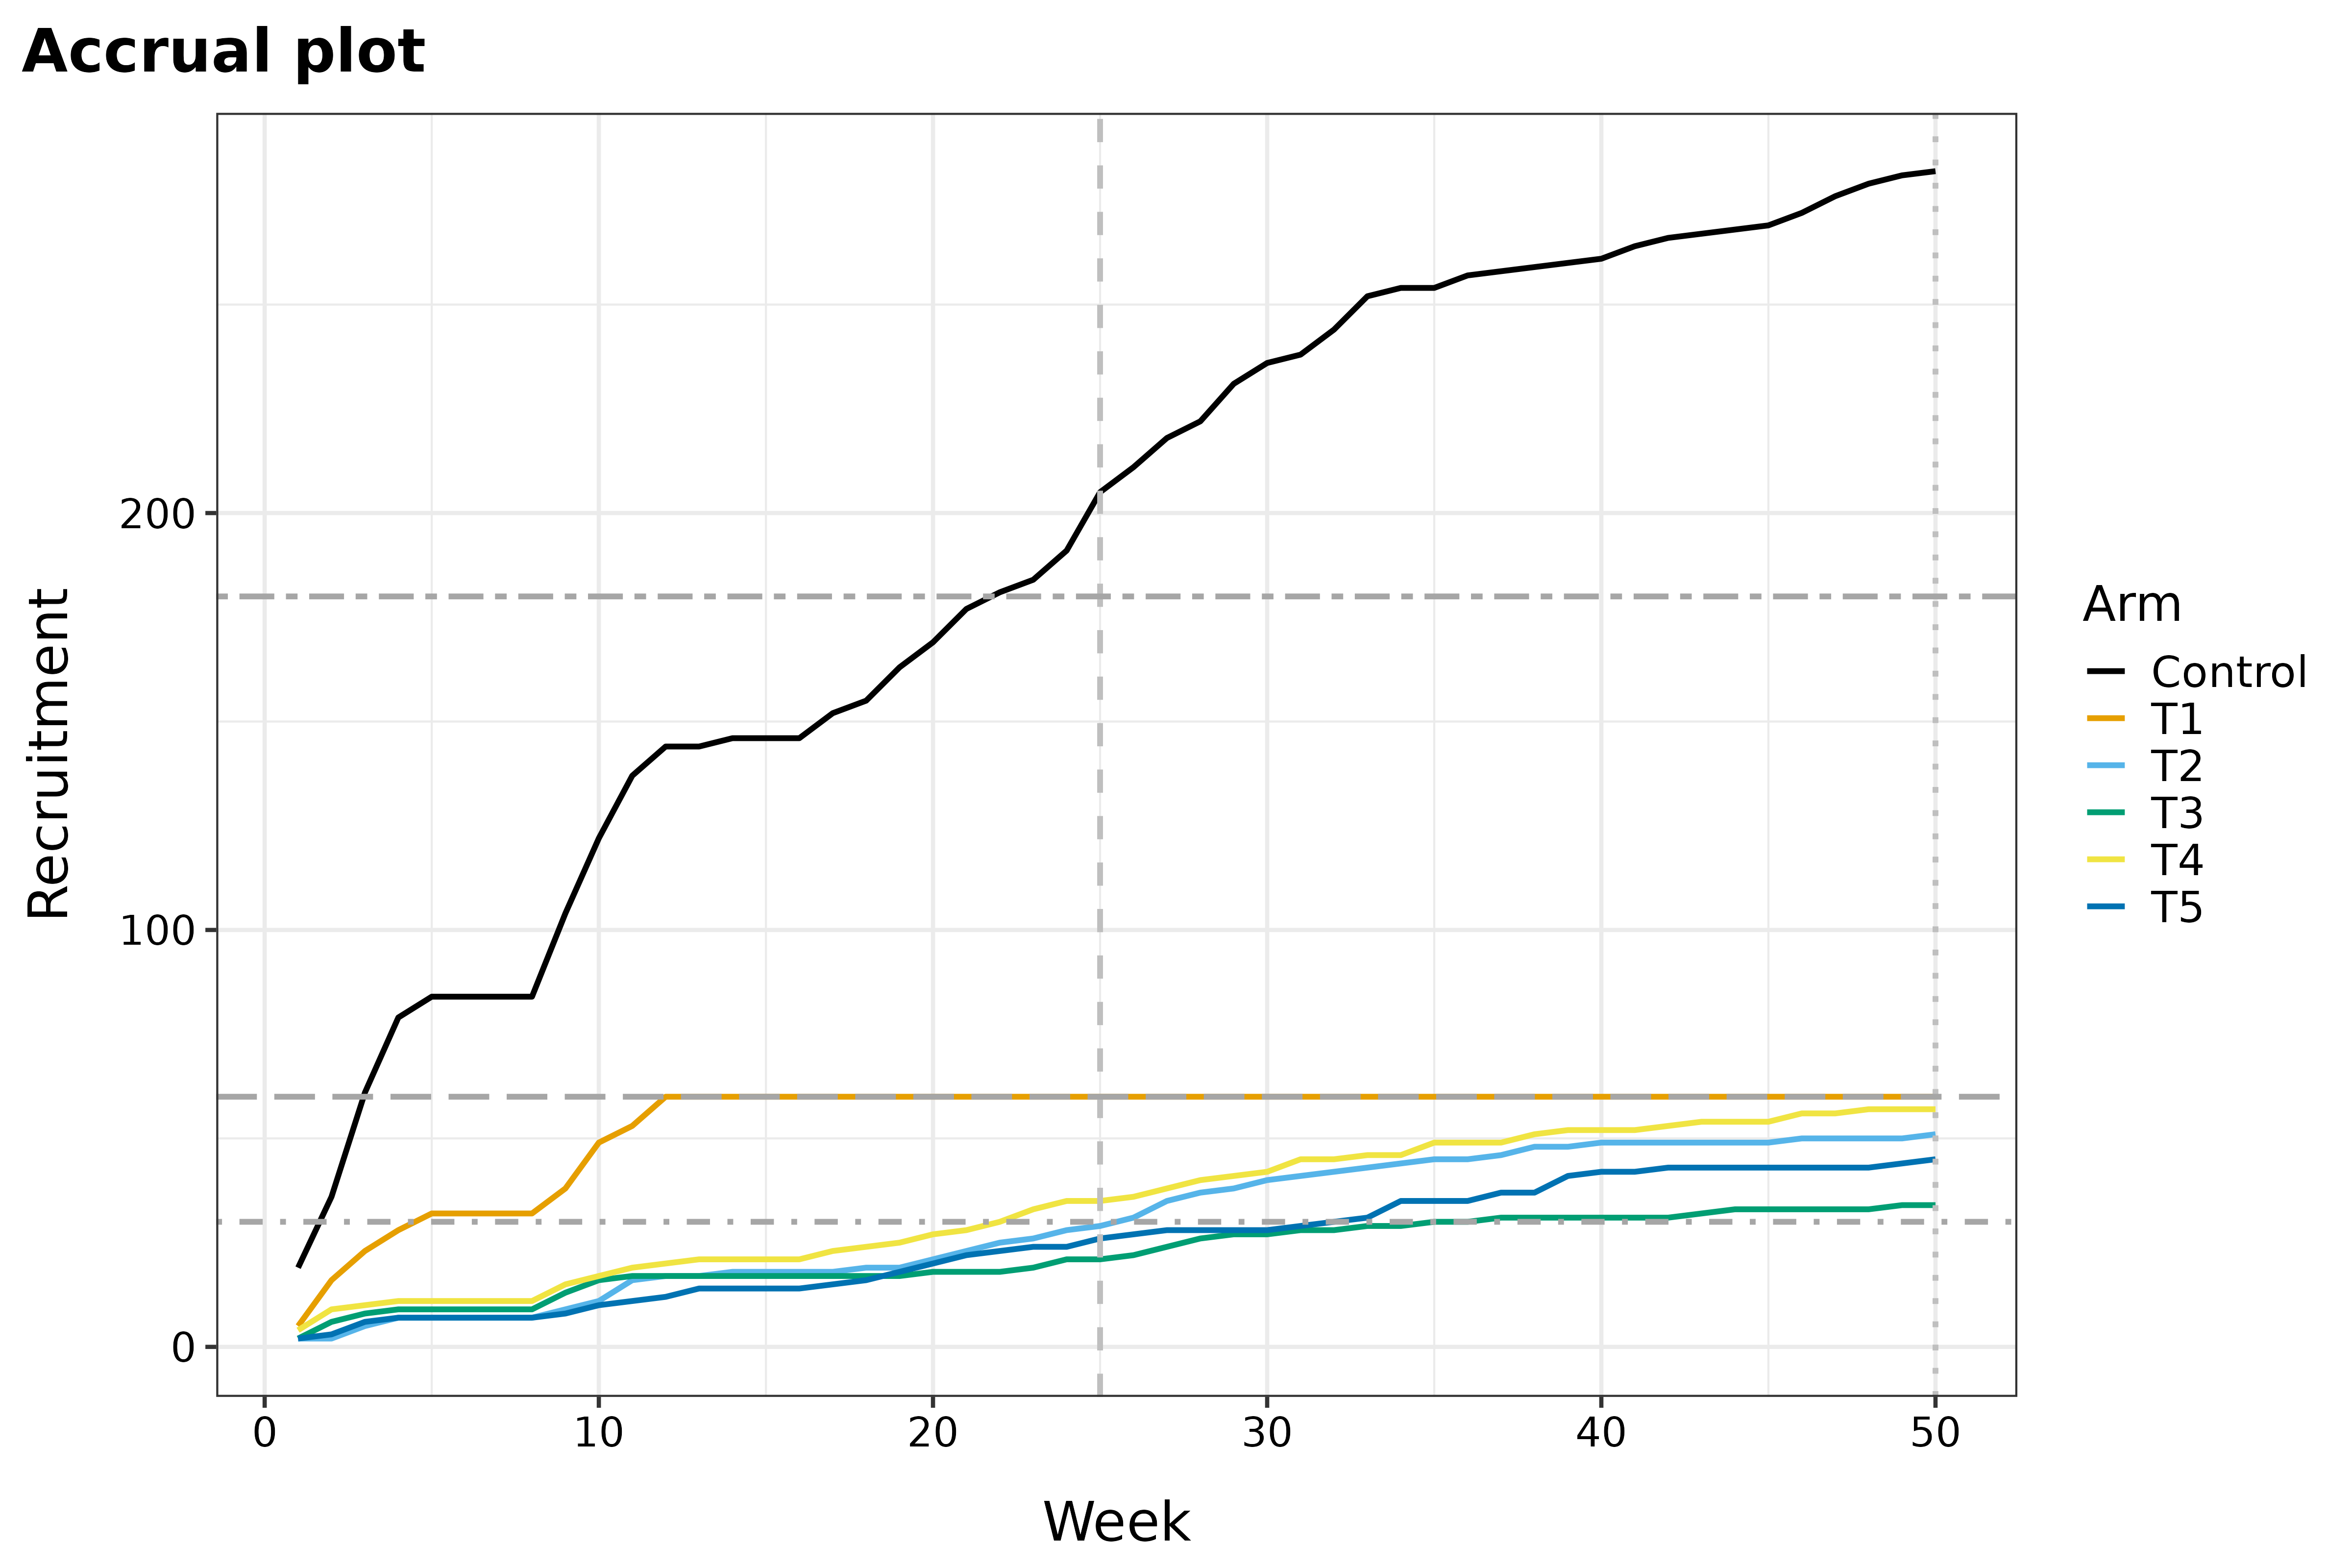 Accrual plot
Recruitment
200
100
0
0 10 20 30 40 50
Week
Arm
Control
T1
T2
T3
T4
T5